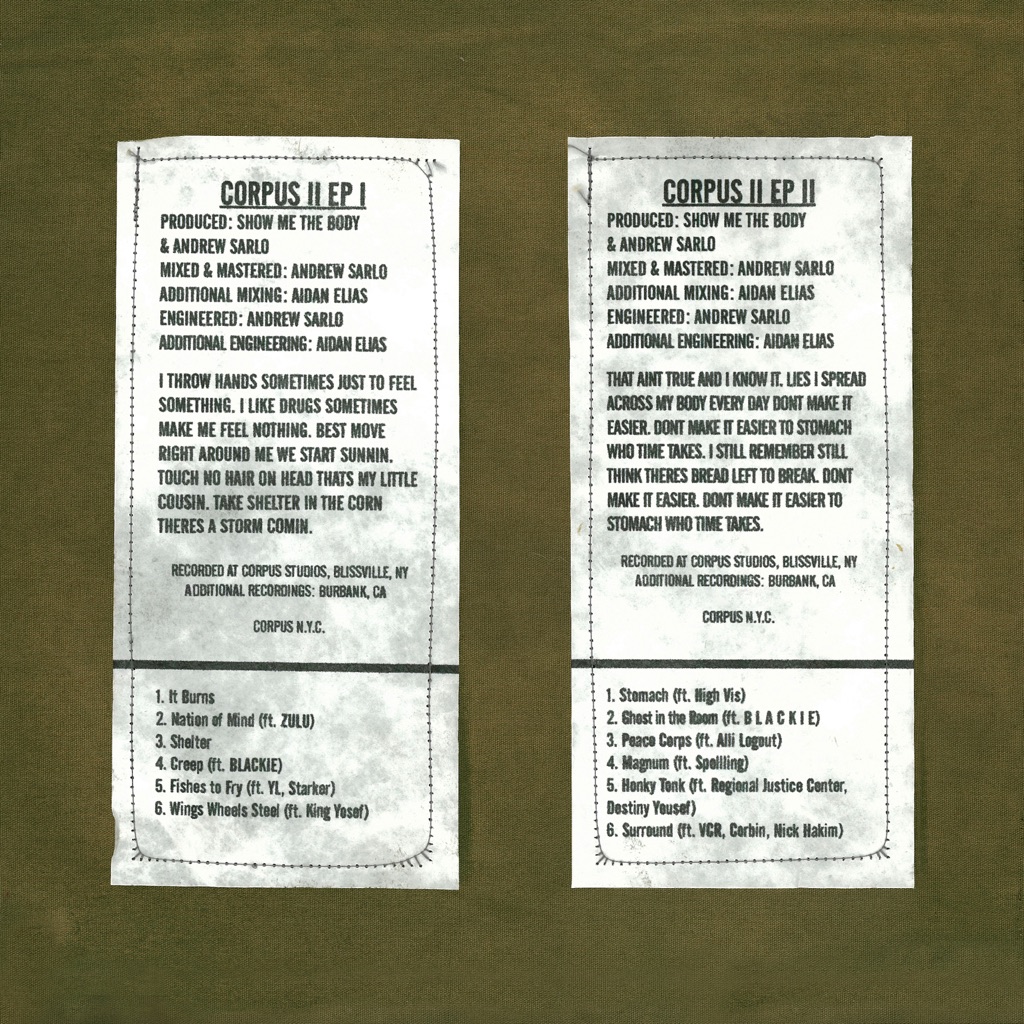 CORPUS II EP I
PRODUCED: SHOW ME THE BODY
& ANDREW SARLO
MIXED & MASTERED: ANDREW SARLO
ADDITIONAL MIXING: AIDAN ELIAS
ENGINEERED: ANDREW SARLO
ADDITIONAL ENGINEERING: AIDAN ELIAS
I THROW HANDS SOMETIMES JUST TO FEEL
SOMETHING. I LIKE DRUGS SOMETIMES
MAKE ME FEEL NOTHING. BEST MOVE
RIGHT AROUND ME WE START SUNNIN.
TOUCH NO HAIR ON HEAD THATS MY LITTLE
COUSIN. TAKE SHELTER IN THE CORN
THERES A STORM COMIN.
RECORDED AT CORPUS STUDIOS, BLISSVILLE, NY
ADDITIONAL RECORDINGS: BURBANK, CA
CORPUS N.Y.C.
1. It Burns
2. Nation of Mind (ft. ZULU)
3. Shelter
4. Creep (ft. BLACKIE)
5. Fishes to Fry (ft. YL, Starker)
6. Wings Wheels Steel (ft. King Yosef)
CORPUS II EP II
PRODUCED: SHOW ME THE BODY
& ANDREW SARLO
MIXED & MASTERED: ANDREW SARLO
ADDITIONAL MIXING: AIDAN ELIAS
ENGINEERED: ANDREW SARLO
ADDITIONAL ENGINEERING: AIDAN ELIAS
THAT AINT TRUE AND I KNOW IT. LIES I SPREAD
ACROSS MY BODY EVERY DAY DONT MAKE IT
EASIER. DONT MAKE IT EASIER TO STOMACH
WHO TIME TAKES. I STILL REMEMBER STILL
THINK THERES BREAD LEFT TO BREAK. DONT
MAKE IT EASIER. DONT MAKE IT EASIER TO
STOMACH WHO TIME TAKES.
RECORDED AT CORPUS STUDIOS, BLISSVILLE, NY
ADDITIONAL RECORDINGS: BURBANK, CA
CORPUS N.Y.C.
1. Stomach (ft. High Vis)
2. Ghost in the Room (ft. B L A C K I E)
3. Peace Corps (ft. Alli Logout)
4. Magnum (ft. Spellling)
5. Honky Tonk (ft. Regional Justice Center,
Destiny Yousef)
6. Surround (ft. VCR, Corbin, Nick Hakim)